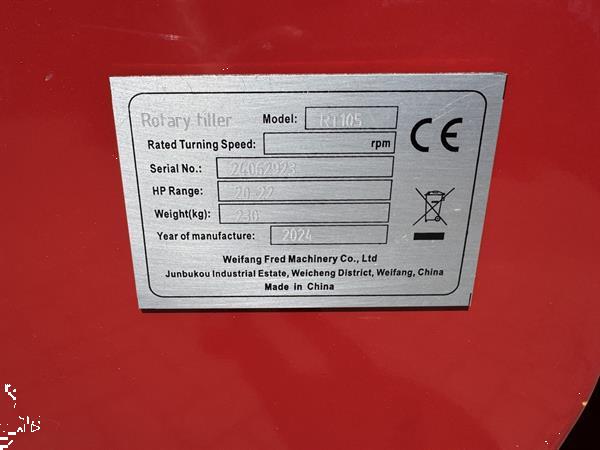 Rotary tiller Model: RT105
Rated Turning Speed: rpm
Serial No.: 24062923
HP Range: 20-22
Weight(kg): 230
Year of manufacture: 2024
CE
Weifang Fred Machinery Co., Ltd
Junbukou Industrial Estate, Weicheng District, Weifang, China
Made in China